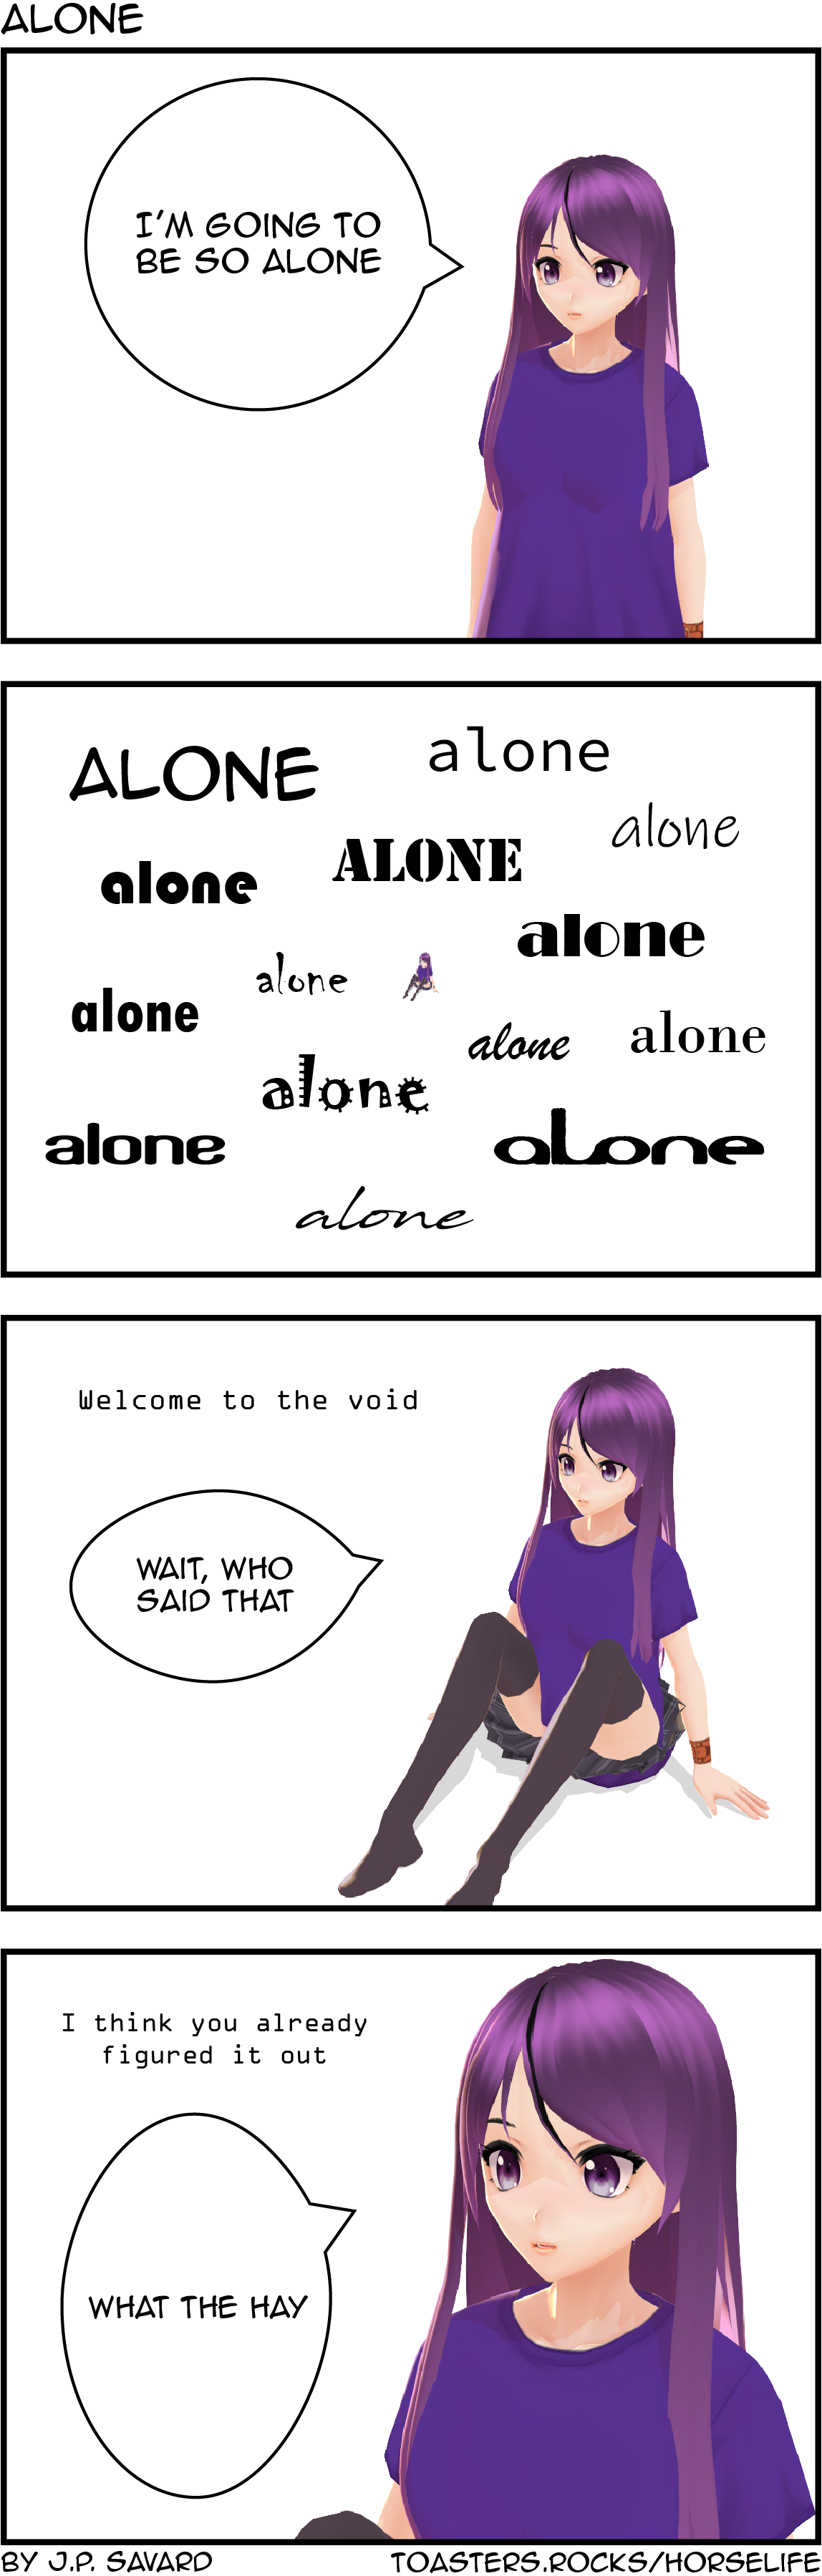 ALONE
I'M GOING TO
BE SO ALONE
ALONE
alone
alone
alone
ALONE
alone
alone
alone
alone
alone
alone
alone
alone
alone
Welcome to the void
WAIT, WHO
SAID THAT
I think you already
figured it out
WHAT THE HAY
BY J.P. SAVARD
TOASTERS.ROCKS/HORSELIFE